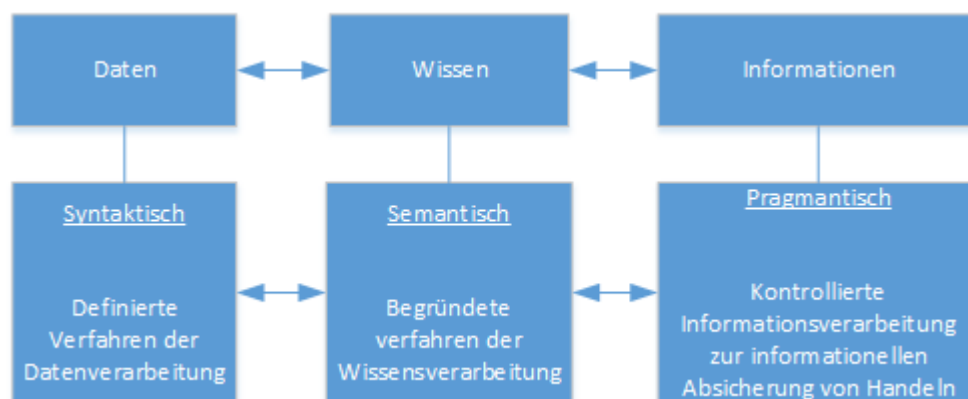 Daten
Wissen
Informationen
Syntaktisch
Definierte
Verfahren der
Datenverarbeitung
Semantisch
Begründete
verfahren der
Wissensverarbeitung
Pragmantisch
Kontrollierte
Informationsverarbeitung
zur informationellen
Absicherung von Handeln